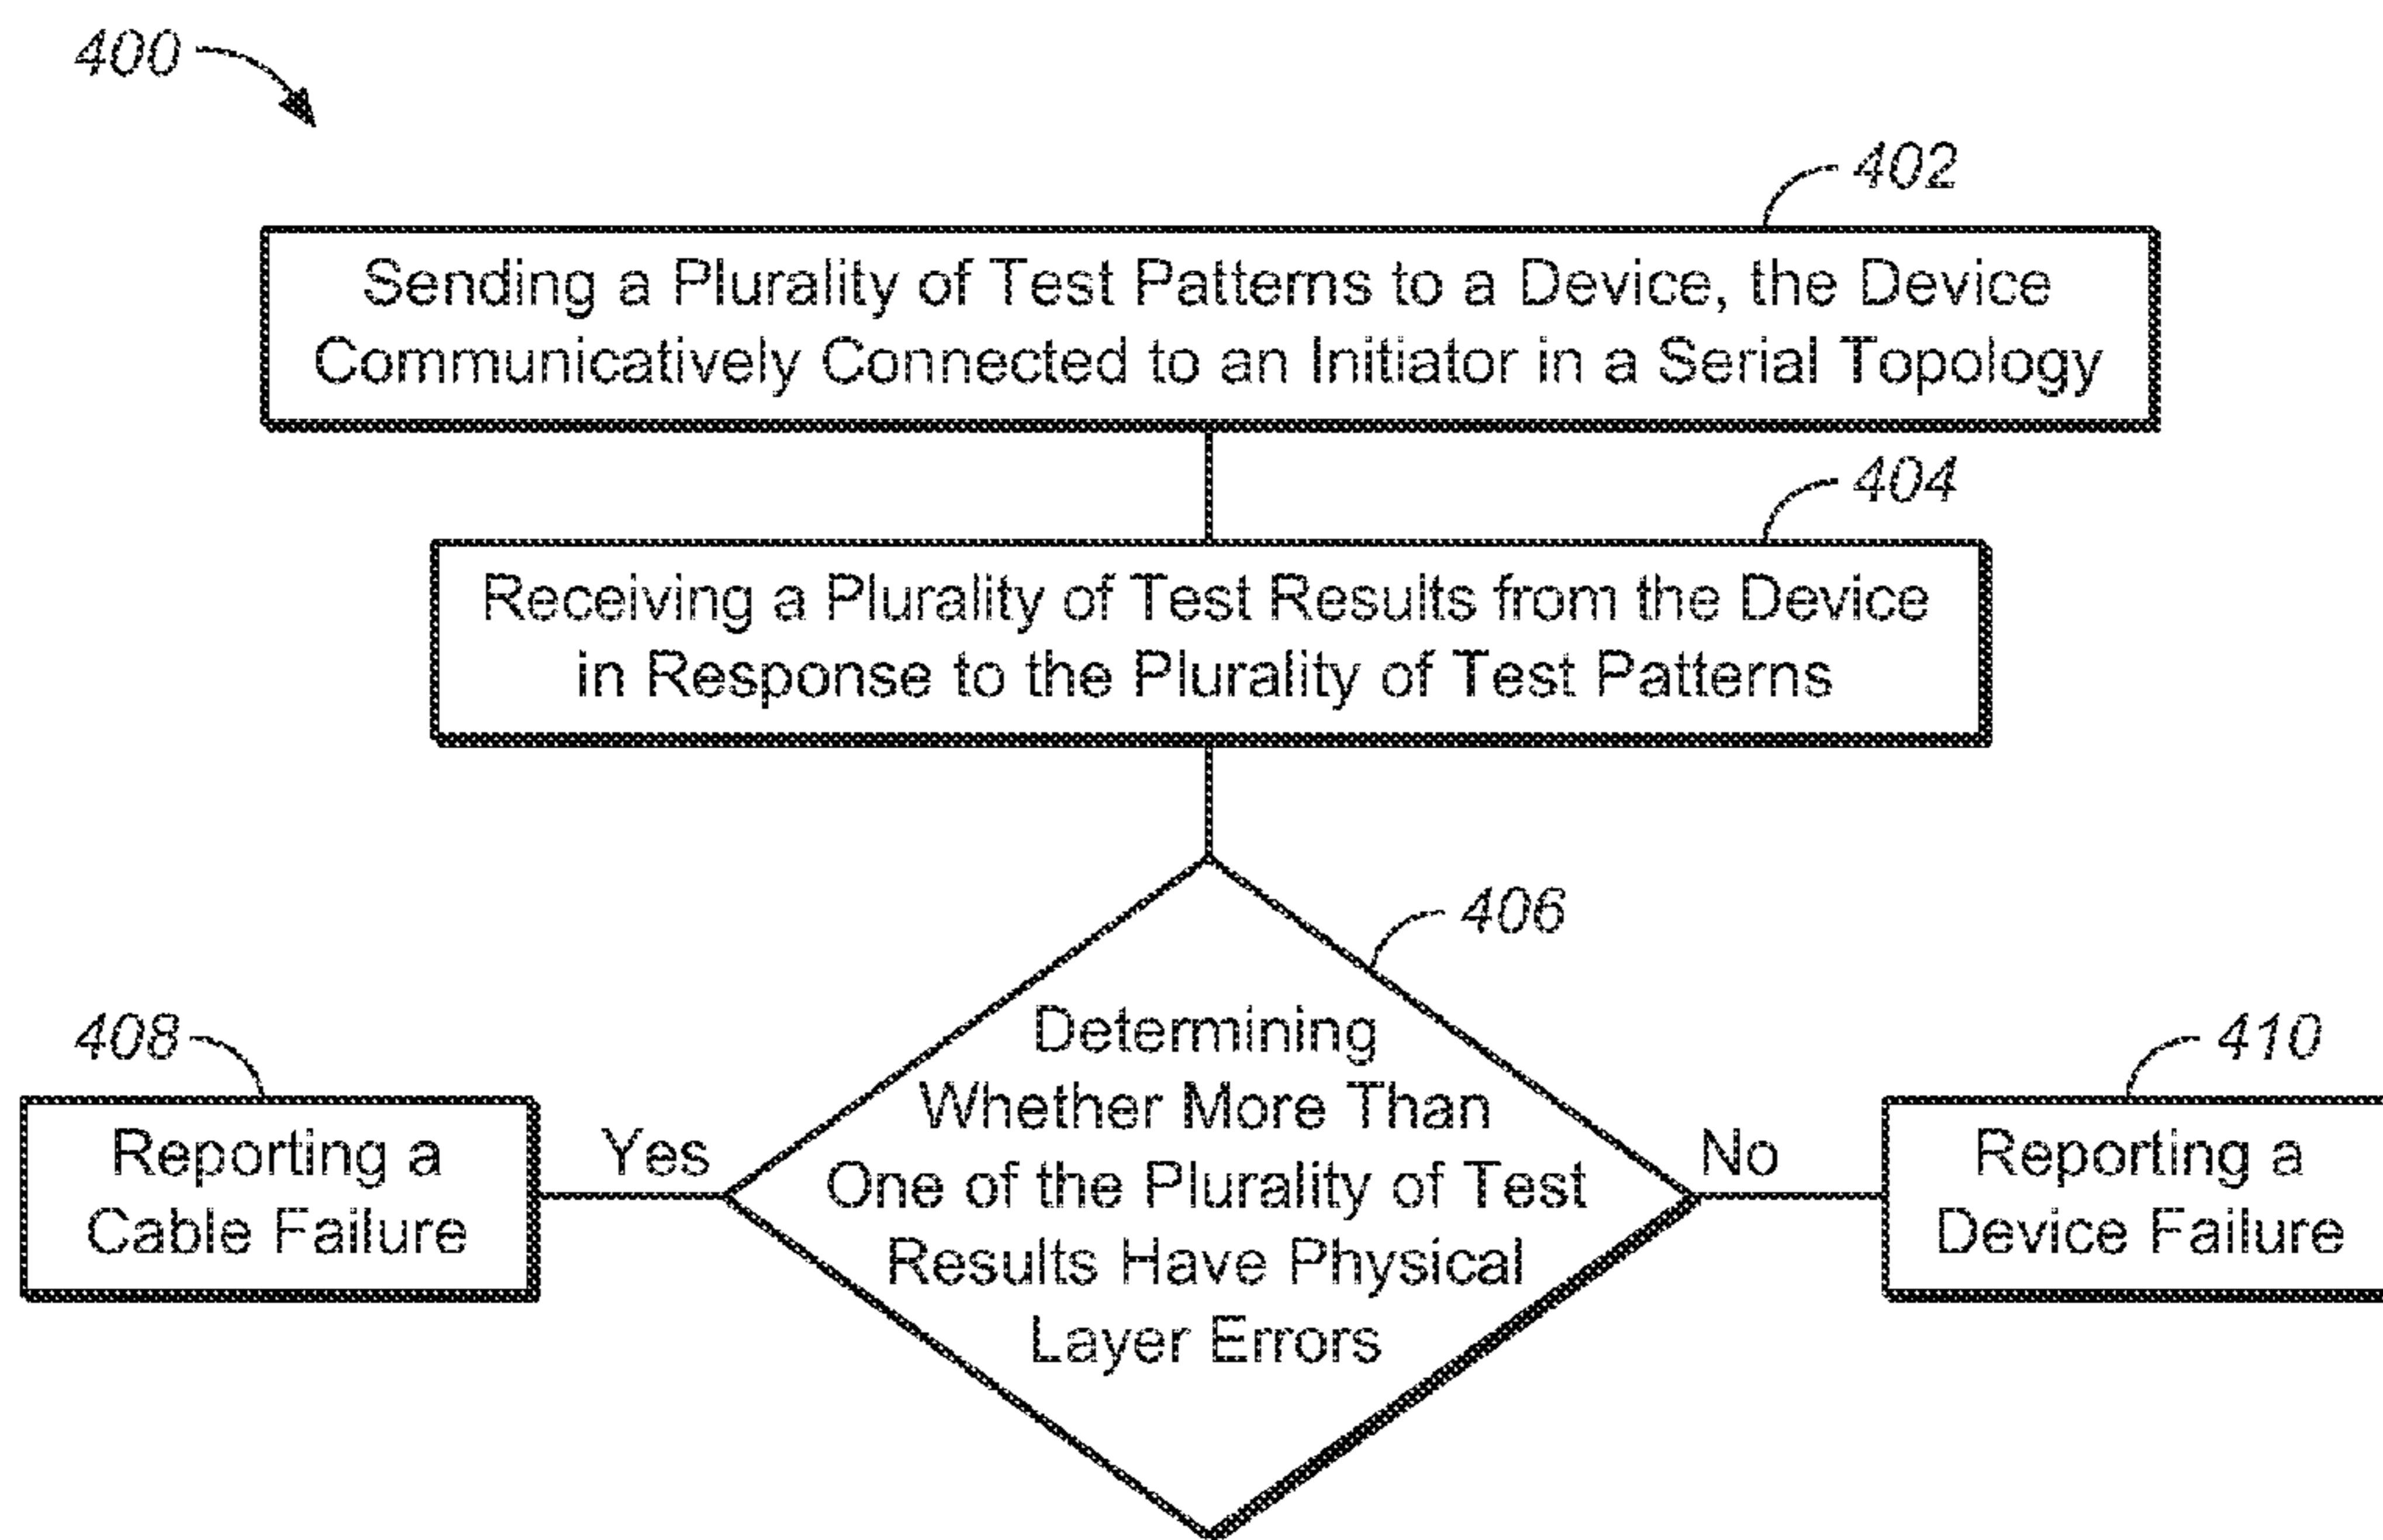 400
402
Sending a Plurality of Test Patterns to a Device, the Device
Communicatively Connected to an Initiator in a Serial Topology
404
Receiving a Plurality of Test Results from the Device
in Response to the Plurality of Test Patterns
406
Determining
Whether More Than
One of the Plurality of Test
Results Have Physical
Layer Errors
408
Reporting a
Cable Failure
Yes
No
410
Reporting a
Device Failure